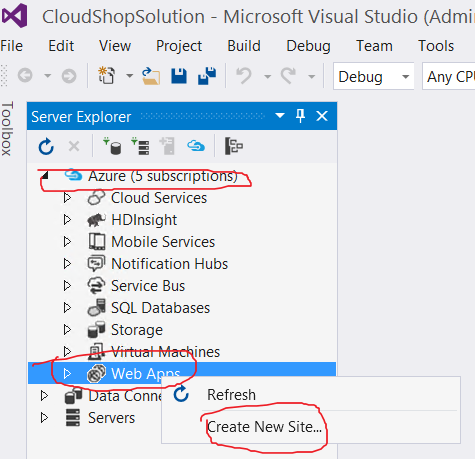 CloudShopSolution - Microsoft Visual Studio (Admi
File Edit View Project Build Debug Team Tools
Debug Any CPU
Toolbox
Server Explorer
Azure (5 subscriptions)
Cloud Services
HDInsight
Mobile Services
Notification Hubs
Service Bus
SQL Databases
Storage
Virtual Machines
Web Apps
Refresh
Data Conne
Servers
Create New Site...